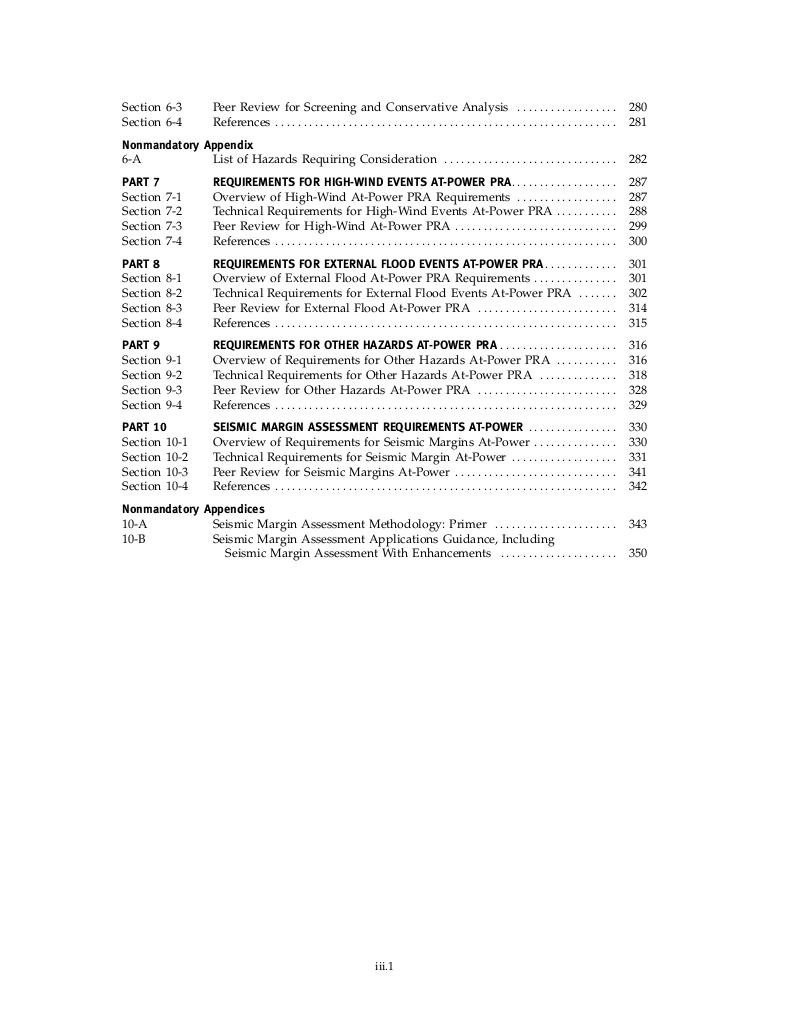 Section 6-3 Peer Review for Screening and Conservative Analysis .................. 280
Section 6-4 References ............................................................. 281
Nonmandatory Appendix
6-A List of Hazards Requiring Consideration ............................... 282
PART 7 REQUIREMENTS FOR HIGH-WIND EVENTS AT-POWER PRA................... 287
Section 7-1 Overview of High-Wind At-Power PRA Requirements .................. 287
Section 7-2 Technical Requirements for High-Wind Events At-Power PRA ........... 288
Section 7-3 Peer Review for High-Wind At-Power PRA ............................. 299
Section 7-4 References ............................................................. 300
PART 8 REQUIREMENTS FOR EXTERNAL FLOOD EVENTS AT-POWER PRA............. 301
Section 8-1 Overview of External Flood At-Power PRA Requirements ............... 301
Section 8-2 Technical Requirements for External Flood Events At-Power PRA ....... 302
Section 8-3 Peer Review for External Flood At-Power PRA ......................... 314
Section 8-4 References ............................................................. 315
PART 9 REQUIREMENTS FOR OTHER HAZARDS AT-POWER PRA ..................... 316
Section 9-1 Overview of Requirements for Other Hazards At-Power PRA ........... 316
Section 9-2 Technical Requirements for Other Hazards At-Power PRA .............. 318
Section 9-3 Peer Review for Other Hazards At-Power PRA ......................... 328
Section 9-4 References ............................................................. 329
PART 10 SEISMIC MARGIN ASSESSMENT REQUIREMENTS AT-POWER ................ 330
Section 10-1 Overview of Requirements for Seismic Margins At-Power ............... 330
Section 10-2 Technical Requirements for Seismic Margin At-Power ................... 331
Section 10-3 Peer Review for Seismic Margins At-Power ............................. 341
Section 10-4 References ............................................................. 342
Nonmandatory Appendices
10-A Seismic Margin Assessment Methodology: Primer ...................... 343
10-B Seismic Margin Assessment Applications Guidance, Including
Seismic Margin Assessment With Enhancements ..................... 350
iii.1